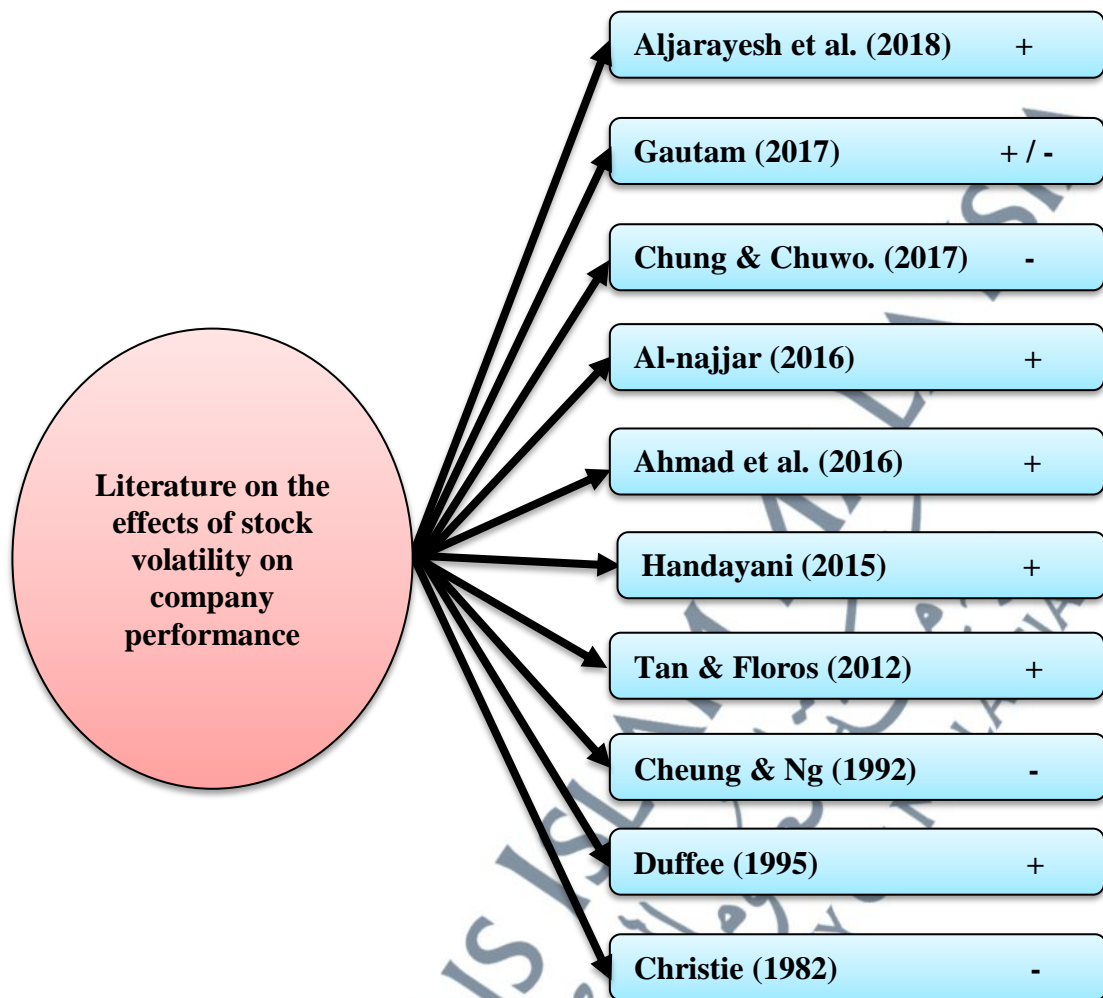 Literature on the
effects of stock
volatility on
company
performance
Aljarayesh et al. (2018) +
Gautam (2017) + / -
Chung & Chuwo. (2017) -
Al-najjar (2016) +
Ahmad et al. (2016) +
Handayani (2015) +
Tan & Floros (2012) +
Cheung & Ng (1992) -
Duffee (1995) +
Christie (1982) -